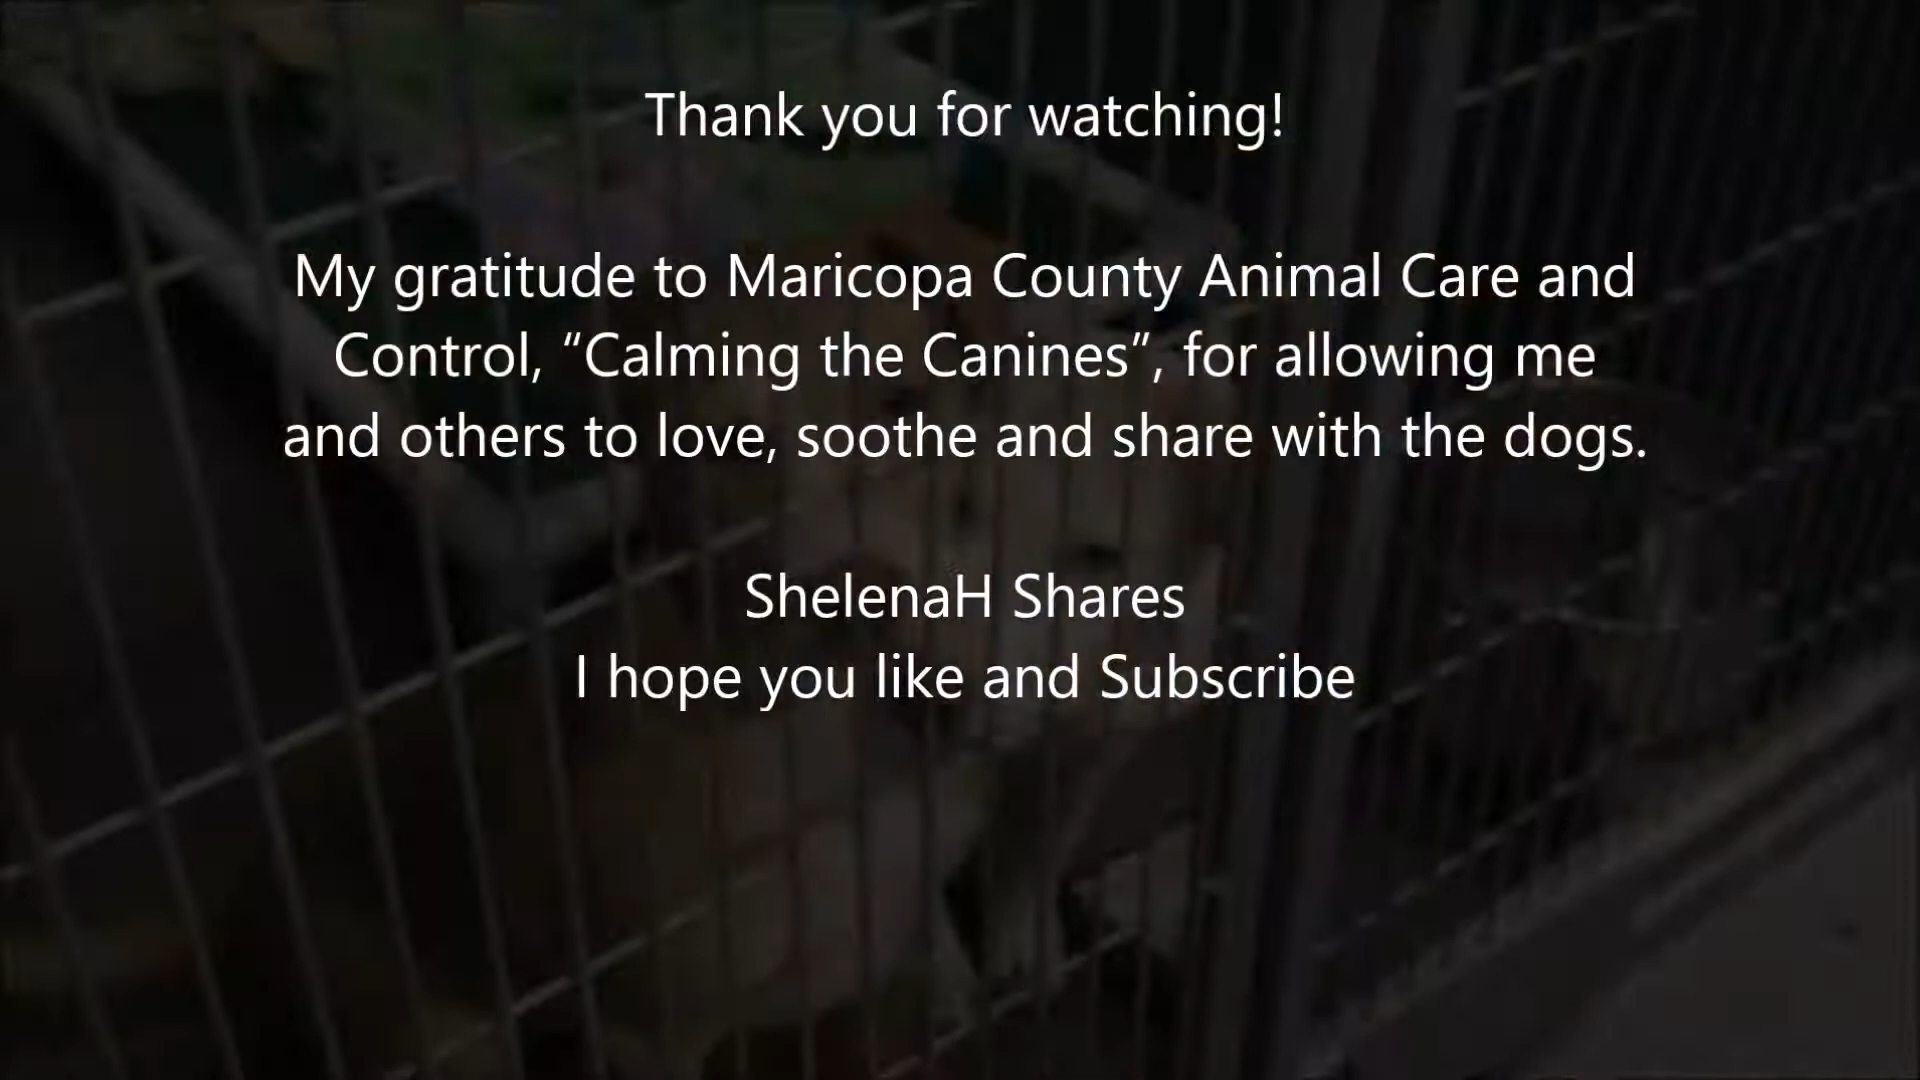 Thank you for watching!
My gratitude to Maricopa County Animal Care and
Control, “Calming the Canines”, for allowing me
and others to love, soothe and share with the dogs.
ShelenaH Shares
I hope you like and Subscribe